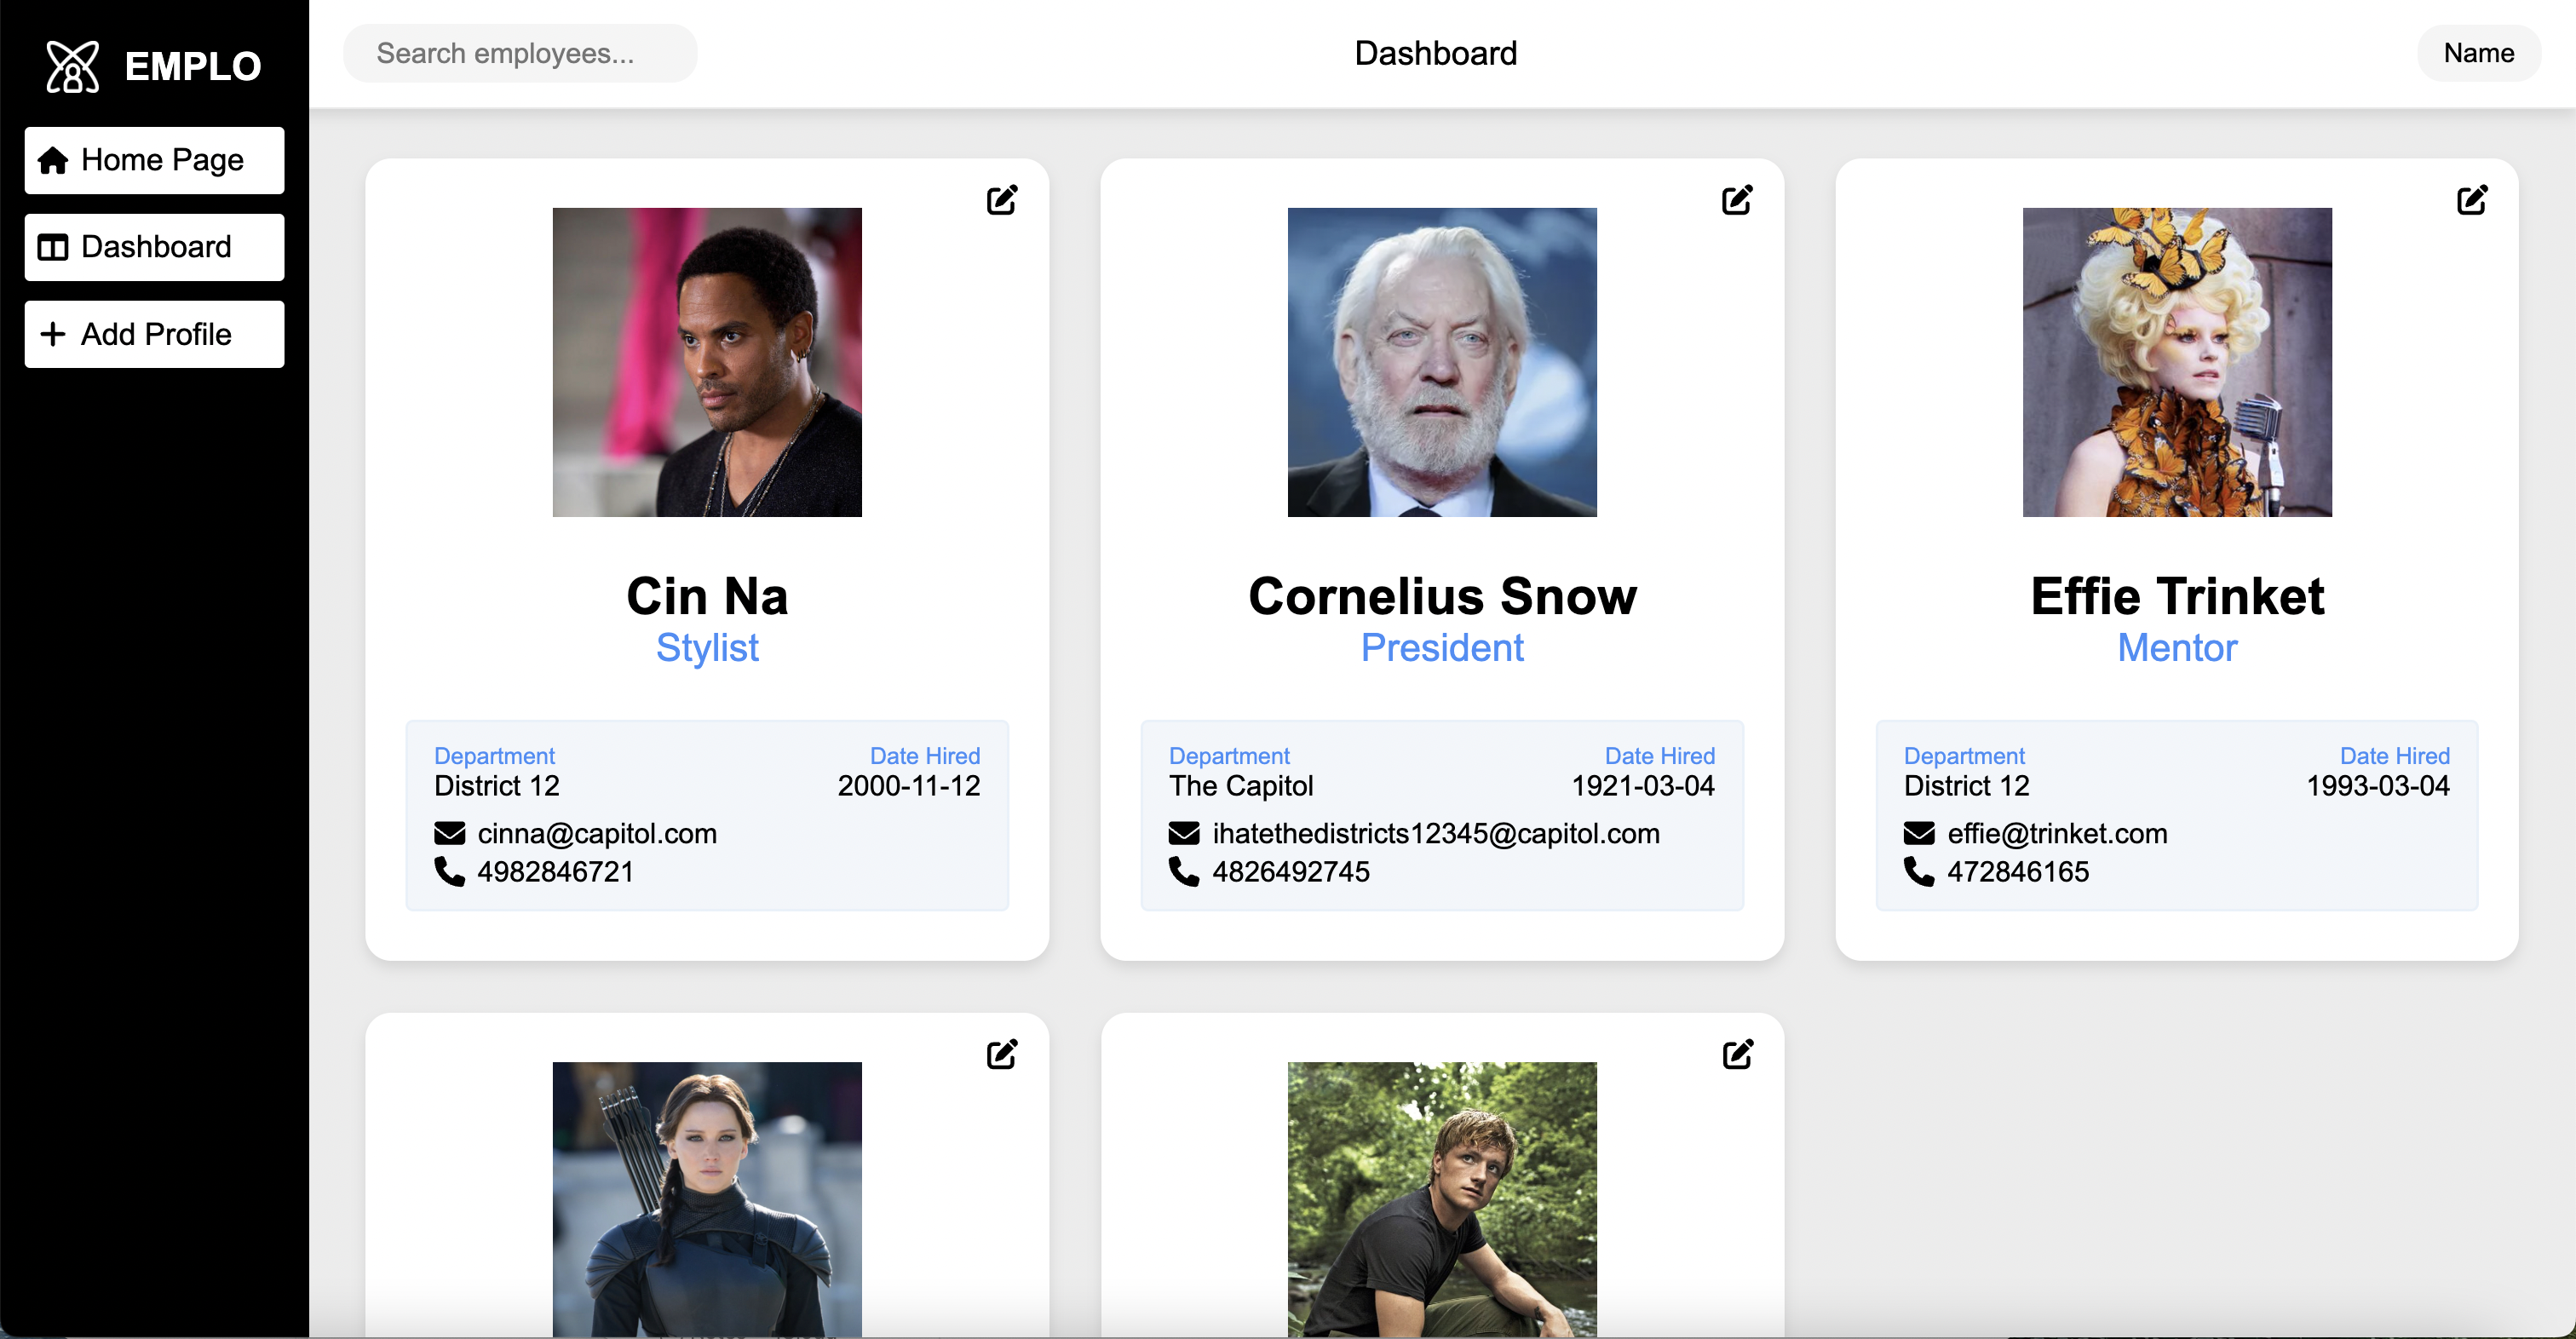 EMPLO
Home Page
Dashboard
Add Profile
Search employees...
Dashboard
Name
Cin Na
Stylist
Department
Date Hired
District 12
2000-11-12
cinna@capitol.com
4982846721
Cornelius Snow
President
Department
Date Hired
The Capitol
1921-03-04
ihatethedistricts12345@capitol.com
4826492745
Effie Trinket
Mentor
Department
Date Hired
District 12
1993-03-04
effie@trinket.com
472846165